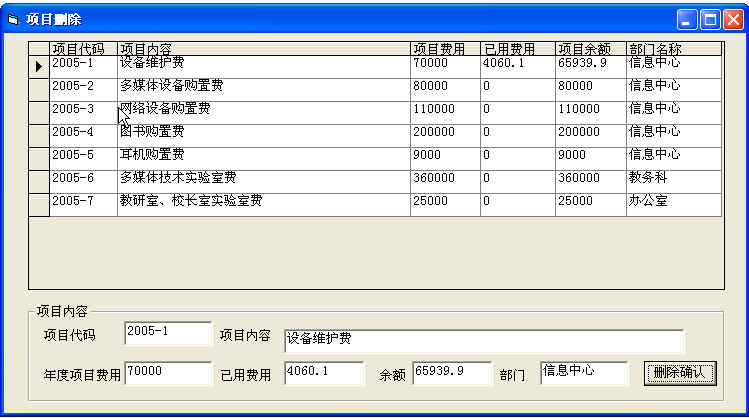 项目删除
项目代码 项目内容 项目费用 已用费用 项目余额 部门名称
2005-1 设备维护费 70000 4060.1 65939.9 信息中心
2005-2 多媒体设备购置费 80000 0 80000 信息中心
2005-3 网络设备购置费 110000 0 110000 信息中心
2005-4 图书购置费 200000 0 200000 信息中心
2005-5 耳机购置费 9000 0 9000 信息中心
2005-6 多媒体技术实验室费 360000 0 360000 教务科
2005-7 教研室、校长室实验室费 25000 0 25000 办公室
项目内容
项目代码 2005-1 项目内容 设备维护费
年度项目费用 70000 已用费用 4060.1 余额 65939.9 部门 信息中心 删除确认